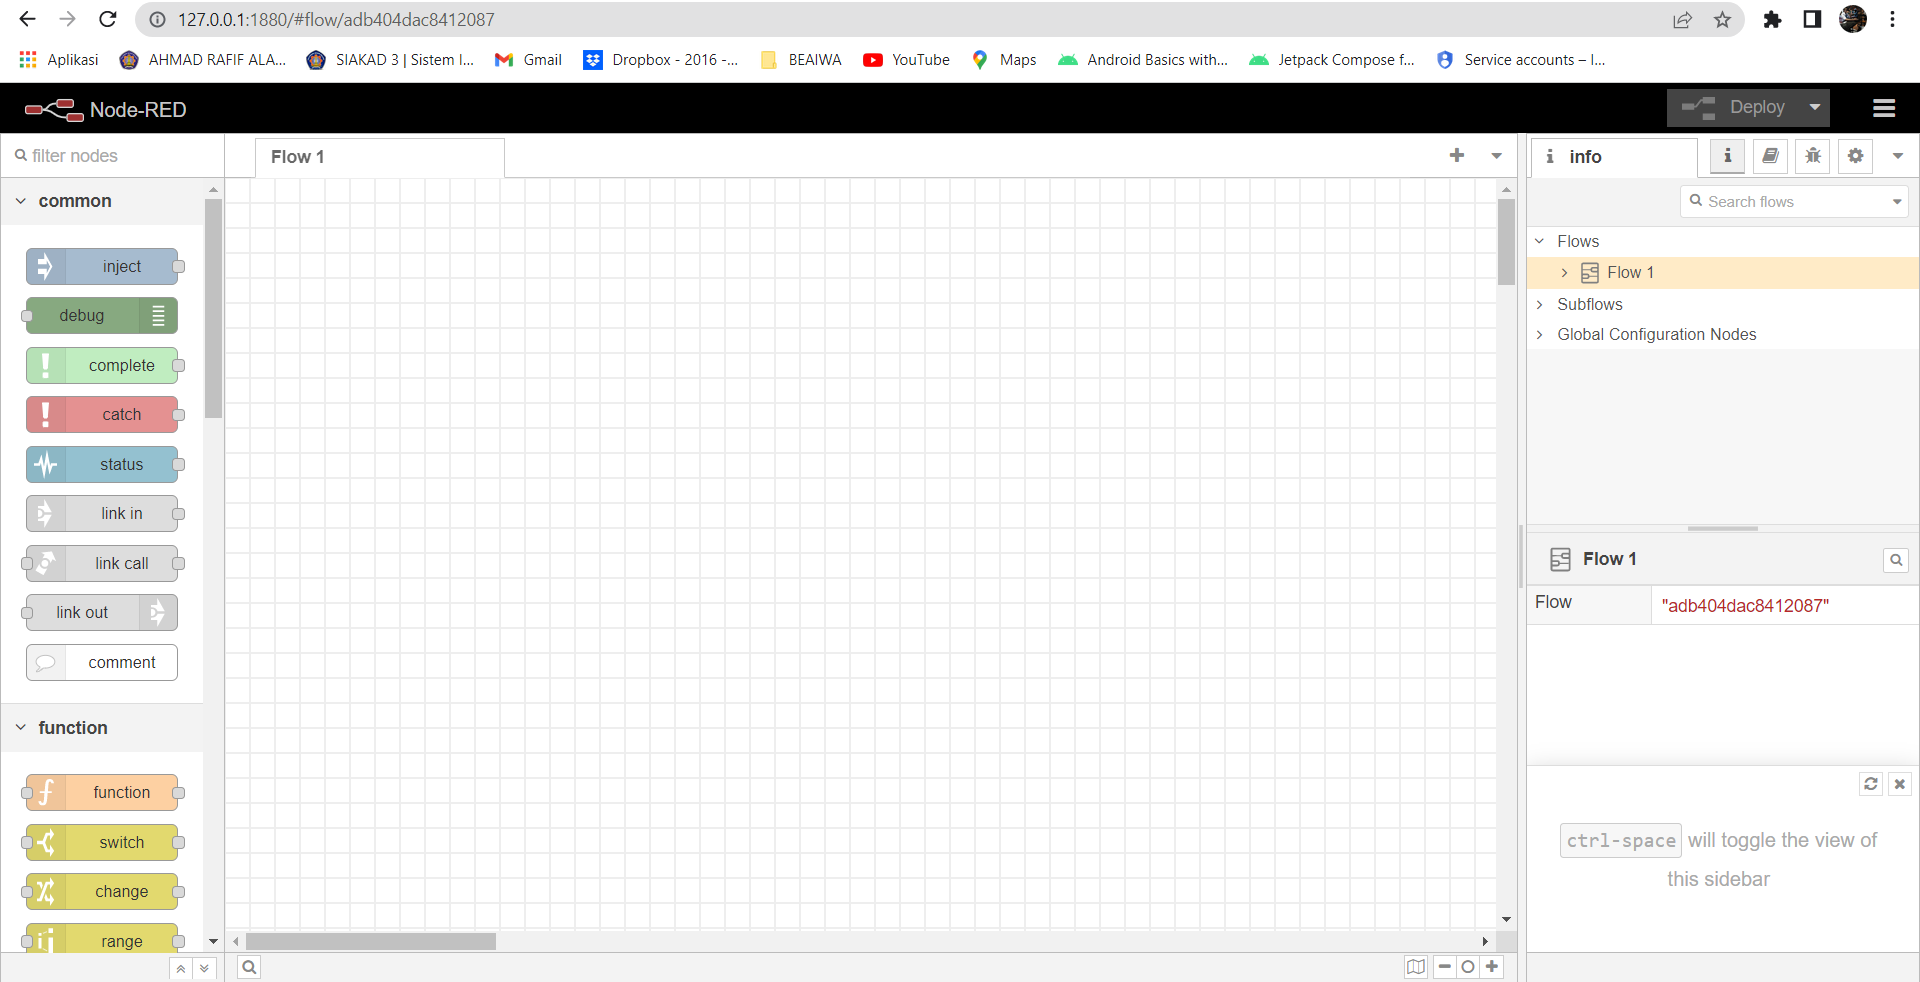 127.0.0.1:1880/#flow/adb404dac8412087
Aplikasi
AHMAD RAFIF ALA...
SIAKAD 3 | Sistem I...
Gmail
Dropbox - 2016 -...
BEAIWA
YouTube
Maps
Android Basics with...
Jetpack Compose f...
Service accounts – I...
Node-RED
Deploy
filter nodes
Flow 1
info
common
Search flows
inject
debug
complete
catch
status
link in
link call
link out
comment
function
function
switch
change
range
Flows
Flow 1
Subflows
Global Configuration Nodes
Flow 1
Flow
"adb404dac8412087"
ctrl-space will toggle the view of
this sidebar